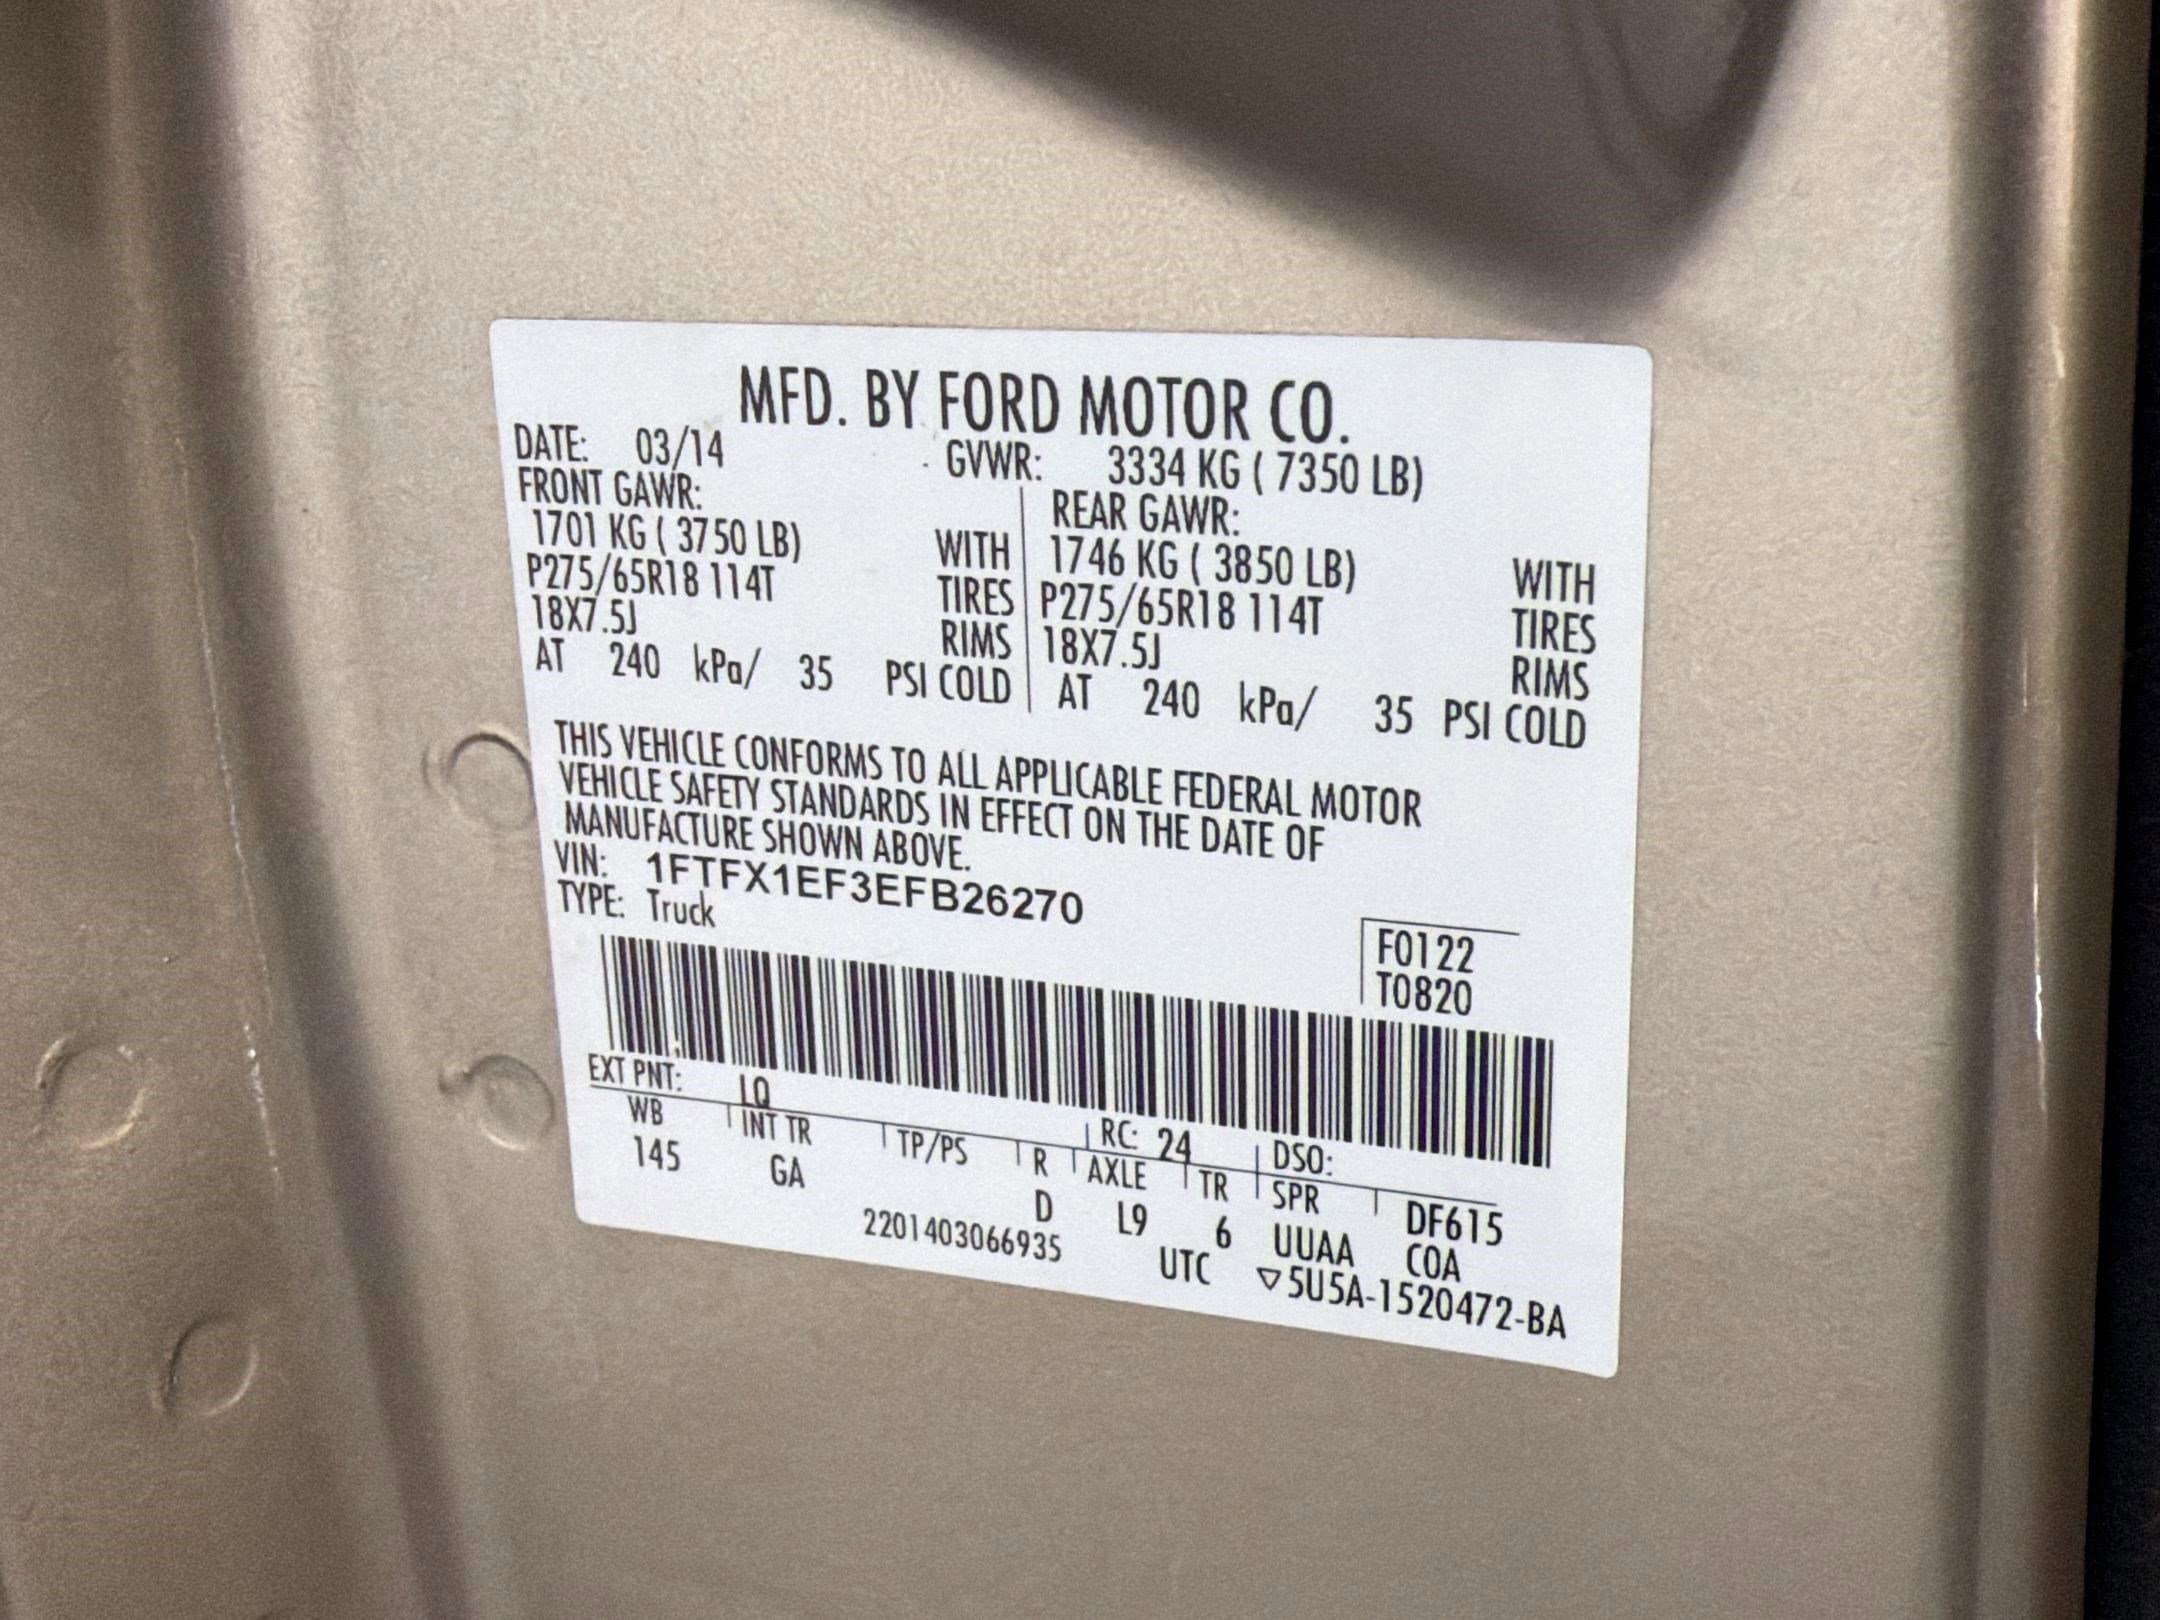 MFD. BY FORD MOTOR CO.
DATE: 03/14 GVWR: 3334 KG ( 7350 LB)
FRONT GAWR: REAR GAWR:
1701 KG ( 3750 LB) WITH 1746 KG ( 3850 LB) WITH
P275/65R18 114T TIRES P275/65R18 114T TIRES
18X7.5J RIMS 18X7.5J RIMS
AT 240 kPa/ 35 PSI COLD AT 240 kPa/ 35 PSI COLD
THIS VEHICLE CONFORMS TO ALL APPLICABLE FEDERAL MOTOR
VEHICLE SAFETY STANDARDS IN EFFECT ON THE DATE OF
MANUFACTURE SHOWN ABOVE.
VIN: 1FTFX1EF3EFB26270
TYPE: Truck
F0122
T0820
EXT PNT: LQ RC: 24 DSO:
WB INT TR TP/PS R AXLE TR SPR DF615
145 GA D L9 6 UUAA COA
2201403066935 UTC ▽5U5A-1520472-BA